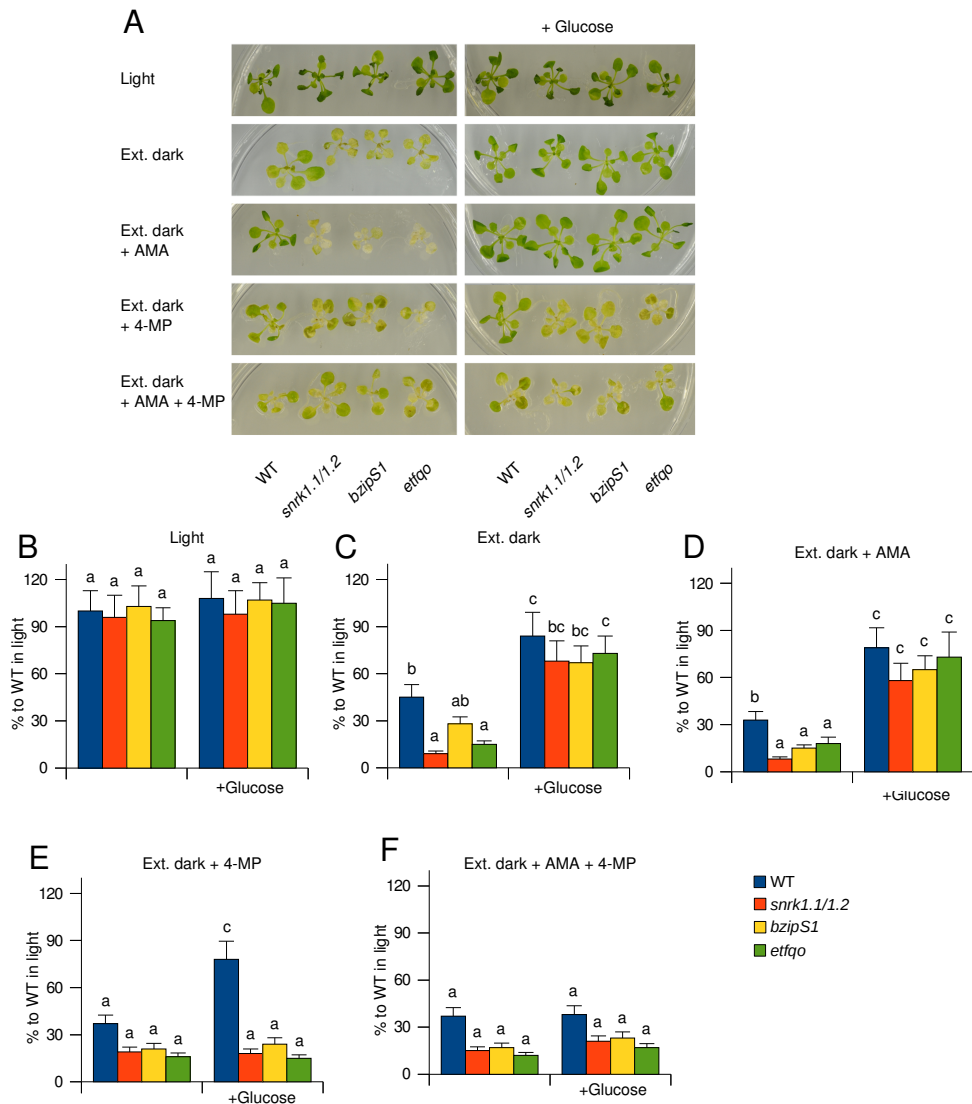 A
+ Glucose
Light
Ext. dark
Ext. dark
+ AMA
Ext. dark
+ 4-MP
Ext. dark
+ AMA + 4-MP
WT
snrk1.1/1.2
bzipS1
etfqo
WT
snrk1.1/1.2
bzipS1
etfqo
B
Light
% to WT in light
120
90
60
30
0
a
a
a
a
a
a
a
a
+Glucose
C
Ext. dark
% to WT in light
120
90
60
30
0
b
a
ab
a
c
bc
bc
c
+Glucose
D
Ext. dark + AMA
% to WT in light
120
90
60
30
0
b
a
a
a
c
c
c
c
+Glucose
E
Ext. dark + 4-MP
% to WT in light
120
90
60
30
0
a
a
a
a
c
a
a
a
+Glucose
F
Ext. dark + AMA + 4-MP
% to WT in light
120
90
60
30
0
a
a
a
a
a
a
a
a
+Glucose
WT
snrk1.1/1.2
bzipS1
etfqo